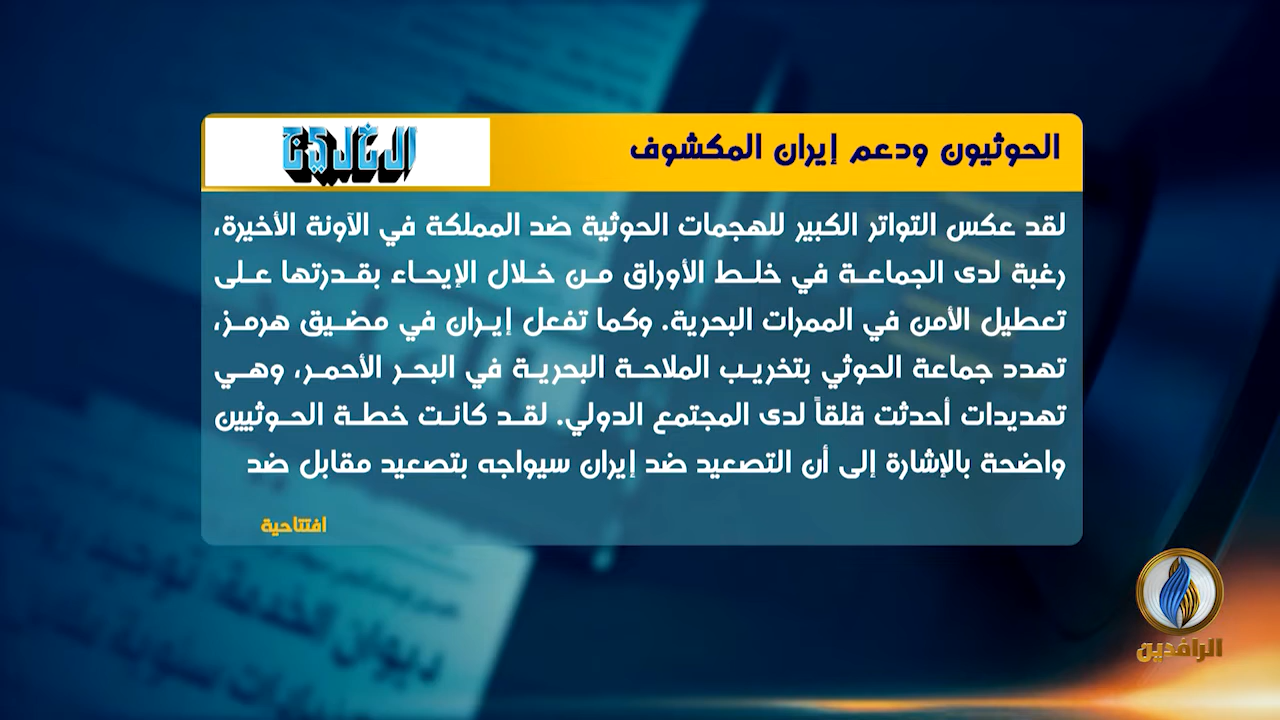 الحوثيون ودعم إيران المكشوف
الخليج
لقد عكس التواتر الكبير للهجمات الحوثية ضد المملكة في الآونة الأخيرة،
رغبة لدى الجماعة في خلط الأوراق من خلال الإيحاء بقدرتها على
تعطيل الأمن في الممرات البحرية. وكما تفعل إيران في مضيق هرمز،
تهدد جماعة الحوثي بتخريب الملاحة البحرية في البحر الأحمر، وهي
تهديدات أحدثت قلقاً لدى المجتمع الدولي. لقد كانت خطة الحوثيين
واضحة بالإشارة إلى أن التصعيد ضد إيران سيواجه بتصعيد مقابل ضد
افتتاحية
ديوان الخدمة: توحيد
الرافدين